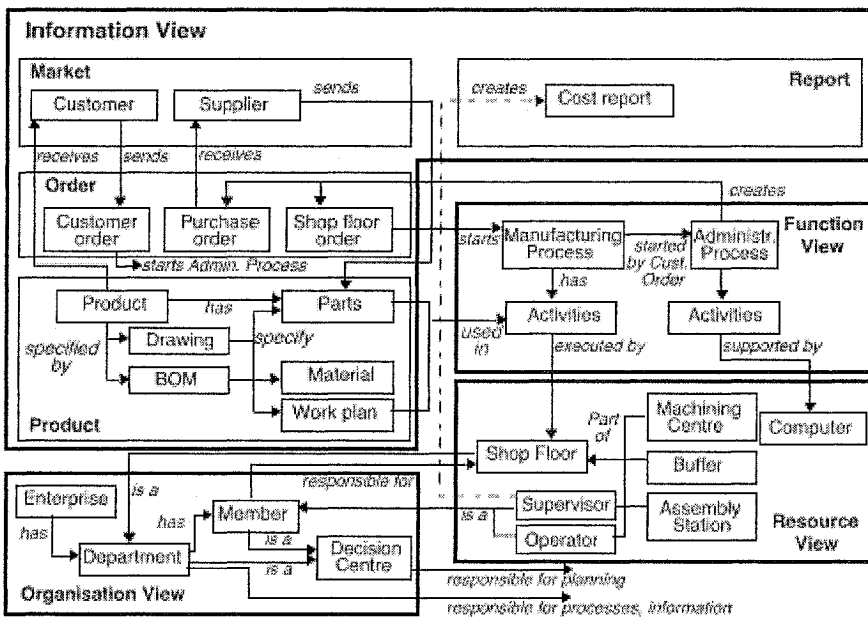 Information View
Market
Customer
Supplier
sends
creates
Report
Cost report
receives
sends
receives
Order
Customer
order
Purchase
order
Shop floor
order
starts Admin. Process
creates
Function
View
starts
Manufacturing
Process
started
by Cust.
Order
Administr.
Process
has
Activities
Activities
used
in
executed by
supported by
Product
has
Parts
Drawing
specify
specified
by
BOM
Material
Work plan
Product
Part
of
Machining
Centre
Computer
Shop Floor
Buffer
Supervisor
is a
Operator
Assembly
Station
Resource
View
Enterprise
is a
responsible for
has
has
Member
Department
is a
is a
Decision
Centre
Organisation View
responsible for planning
responsible for processes, information